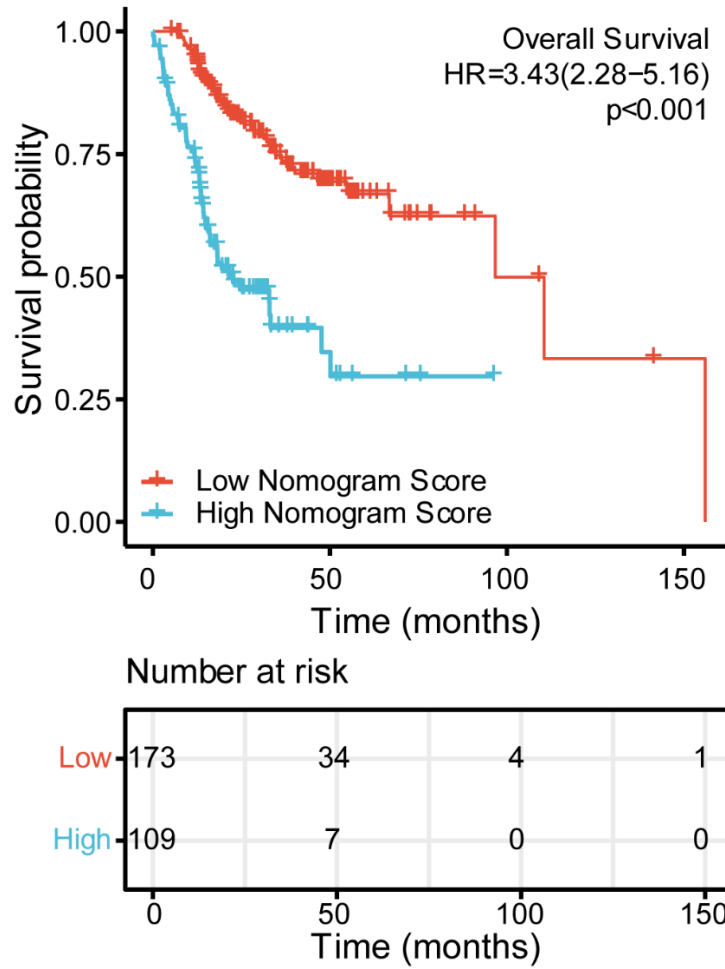 Overall Survival
HR=3.43(2.28−5.16)
p<0.001
Survival probability
1.00
0.75
0.50
0.25
0.00
Low Nomogram Score
High Nomogram Score
0 50 100 150
Time (months)
Number at risk
Low 173 34 4 1
High 109 7 0 0
0 50 100 150
Time (months)